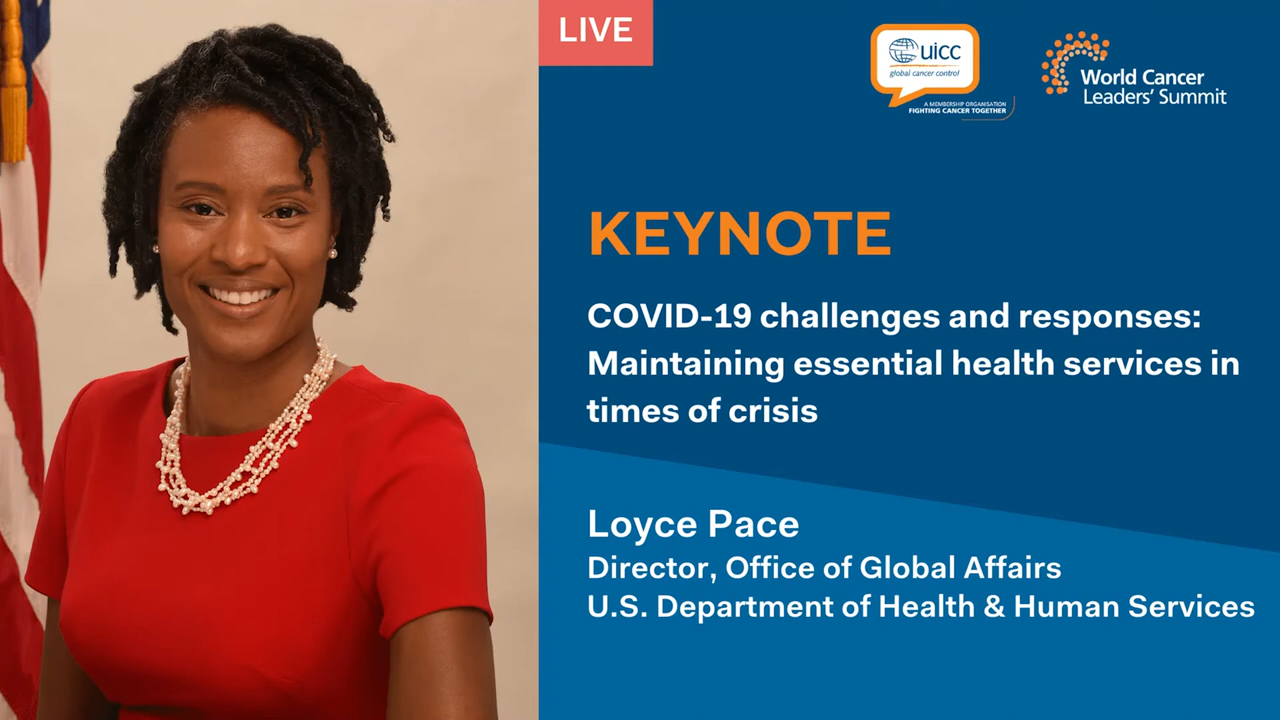 LIVE
uicc
global cancer control
A MEMBERSHIP ORGANISATION
FIGHTING CANCER TOGETHER
World Cancer
Leaders' Summit
KEYNOTE
COVID-19 challenges and responses:
Maintaining essential health services in
times of crisis
Loyce Pace
Director, Office of Global Affairs
U.S. Department of Health & Human Services